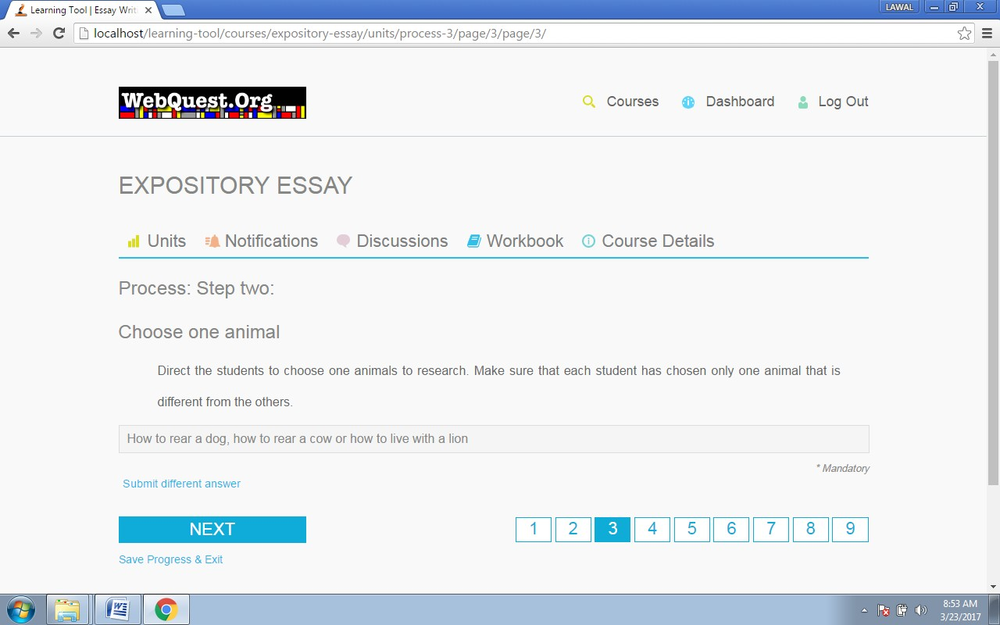 Learning Tool | Essay Writi
LAWAL
localhost/learning-tool/courses/expository-essay/units/process-3/page/3/page/3/
WebQuest.Org
Courses Dashboard Log Out
EXPOSITORY ESSAY
Units Notifications Discussions Workbook Course Details
Process: Step two:
Choose one animal
Direct the students to choose one animals to research. Make sure that each student has chosen only one animal that is
different from the others.
How to rear a dog, how to rear a cow or how to live with a lion
* Mandatory
Submit different answer
NEXT 1 2 3 4 5 6 7 8 9
Save Progress & Exit
8:53 AM
3/23/2017